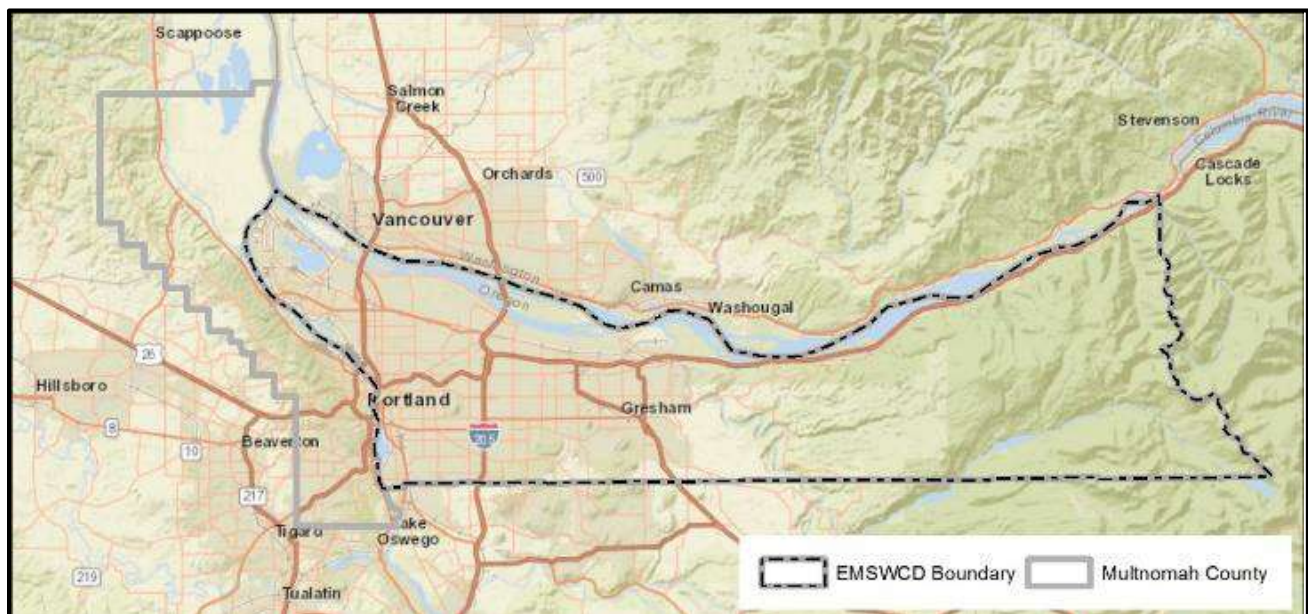 Scappoose
Salmon
Creek
Stevenson
Columbia River
Cascade
Locks
Orchards
500
Vancouver
Washington
Oregon
Camas
Washougal
26
Hillsboro
Portland
Gresham
8
Beaverton
10
205
217
Tigard
Lake
Oswego
219
Tualatin
EMSWCD Boundary
Multnomah County